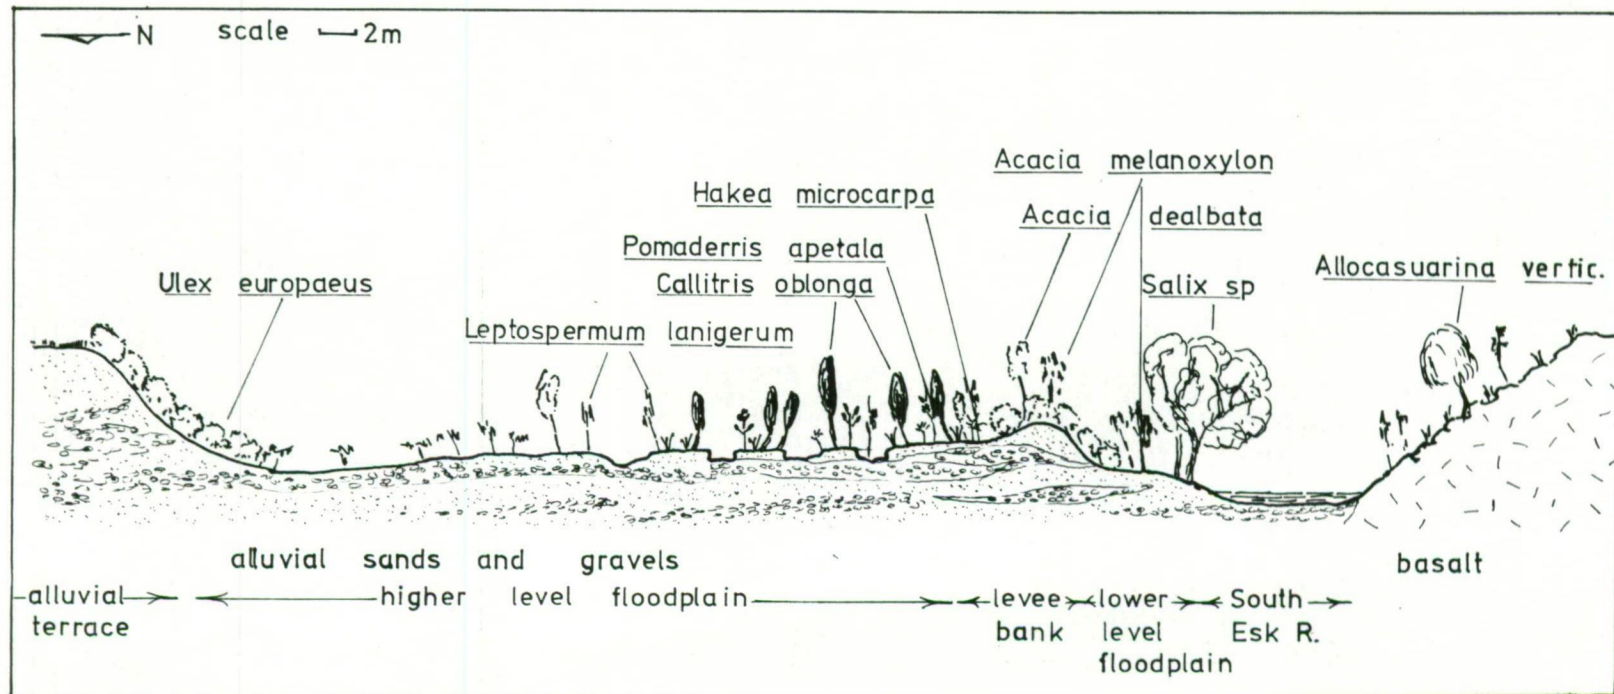 N scale 2m
Acacia melanoxylon
Hakea microcarpa
Acacia dealbata
Pomaderris apetala
Ulex europaeus
Callitris oblonga
Salix sp
Allocasuarina vertic.
Leptospermum lanigerum
alluvial sands and gravels
basalt
alluvial terrace
higher level floodplain
levee bank
lower level floodplain
South Esk R.